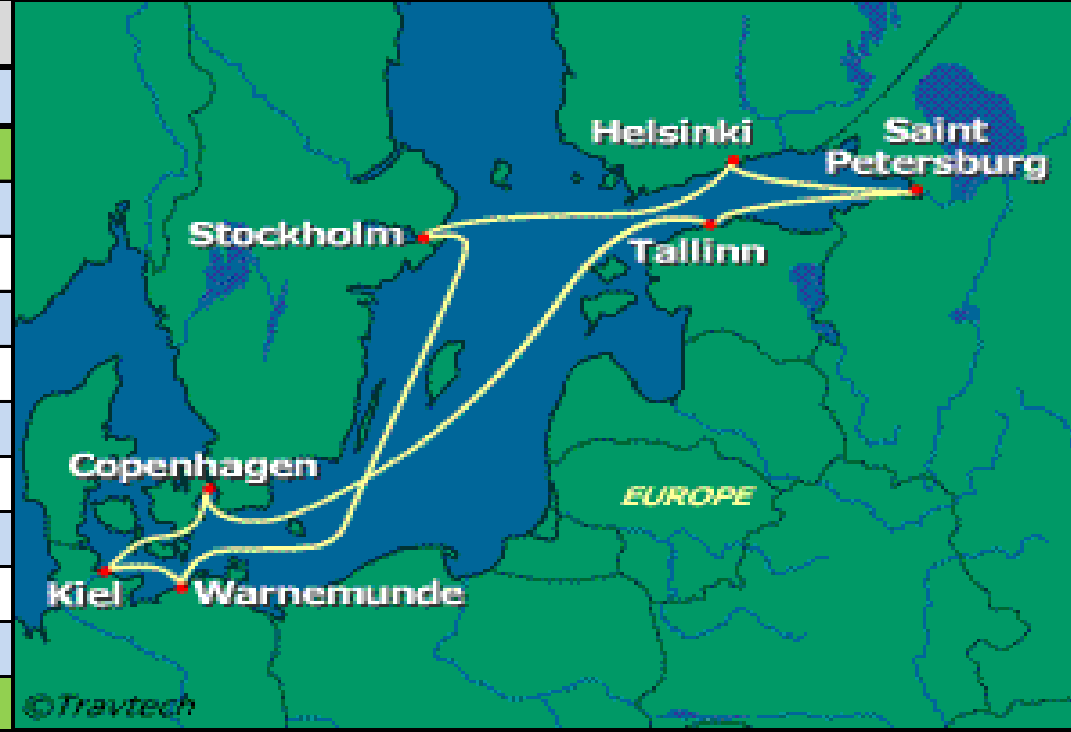 Helsinki
Saint
Petersburg
Stockholm
Tallinn
Copenhagen
EUROPE
Kiel
Warnemunde
©Travtech